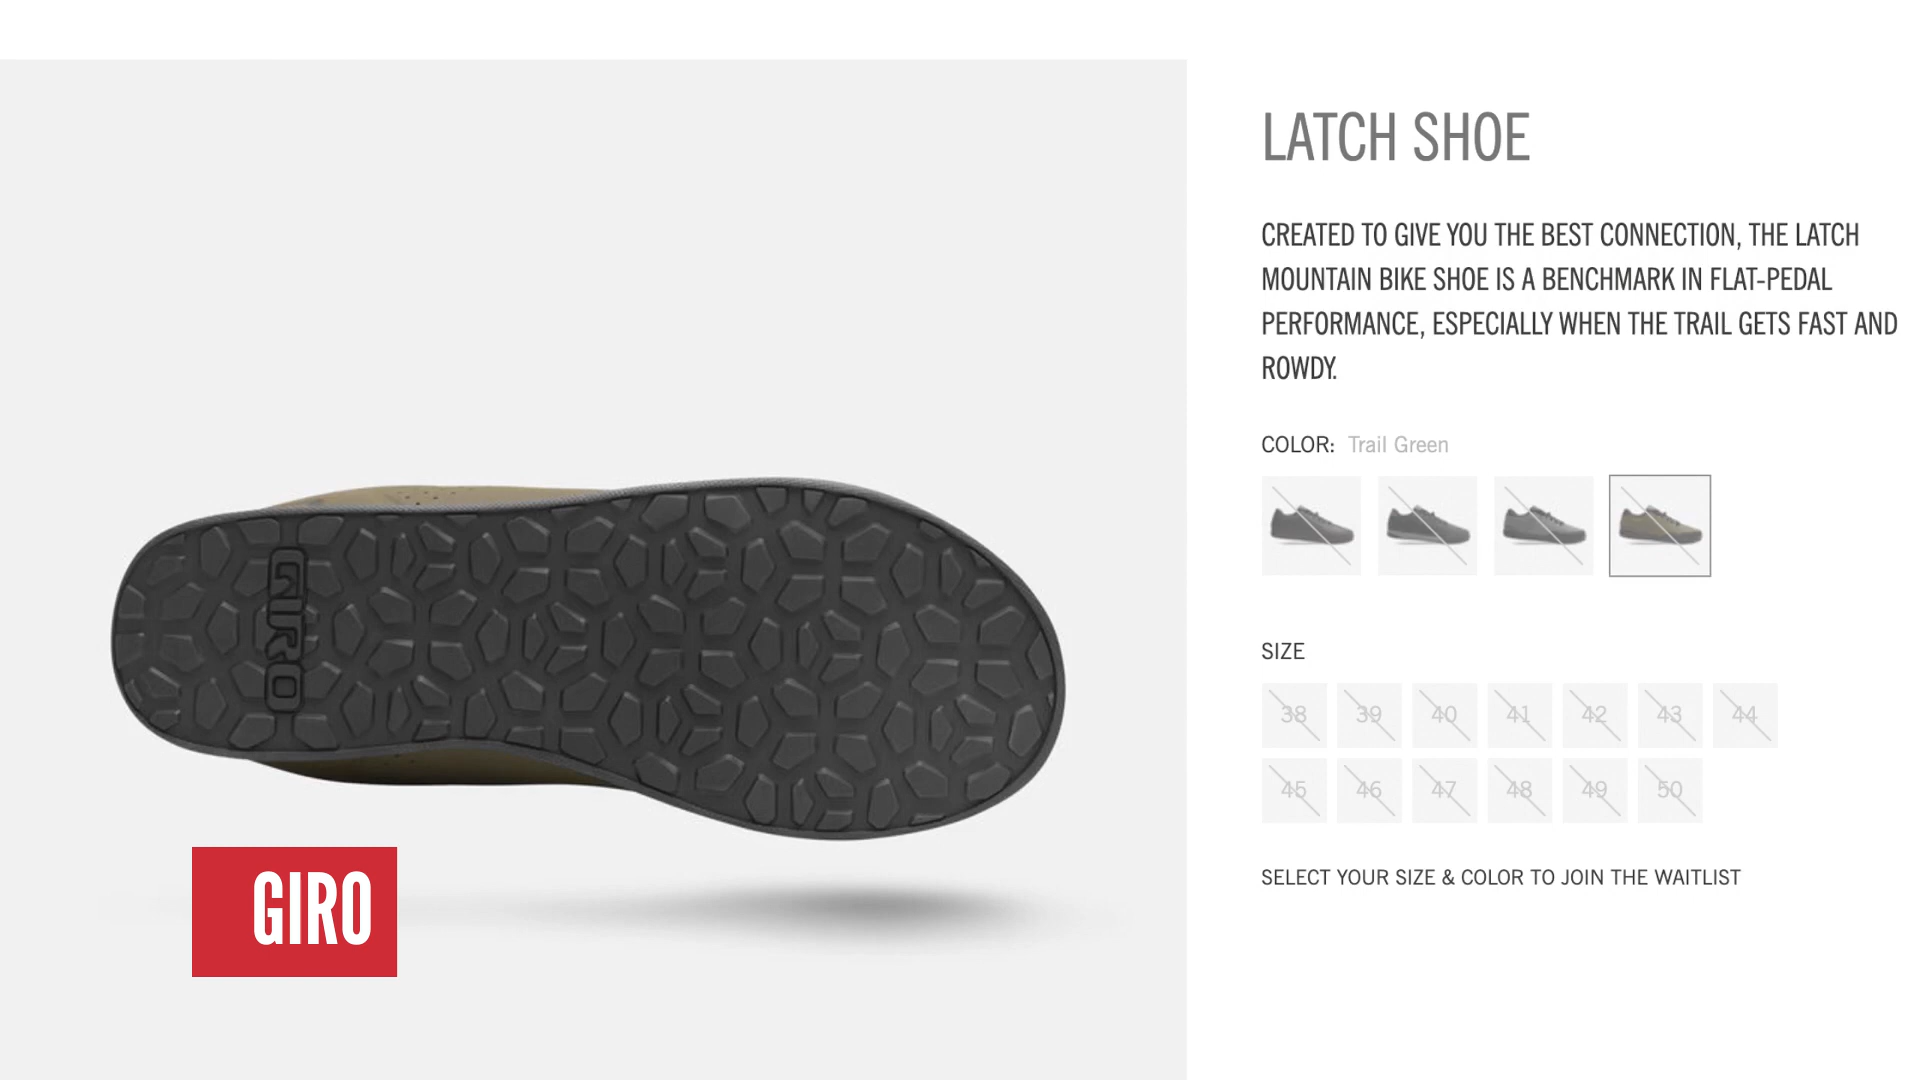 LATCH SHOE
CREATED TO GIVE YOU THE BEST CONNECTION, THE LATCH
MOUNTAIN BIKE SHOE IS A BENCHMARK IN FLAT-PEDAL
PERFORMANCE, ESPECIALLY WHEN THE TRAIL GETS FAST AND
ROWDY.
COLOR: Trail Green
SIZE
38 39 40 41 42 43 44
45 46 47 48 49 50
SELECT YOUR SIZE & COLOR TO JOIN THE WAITLIST
GIRO
GIRO